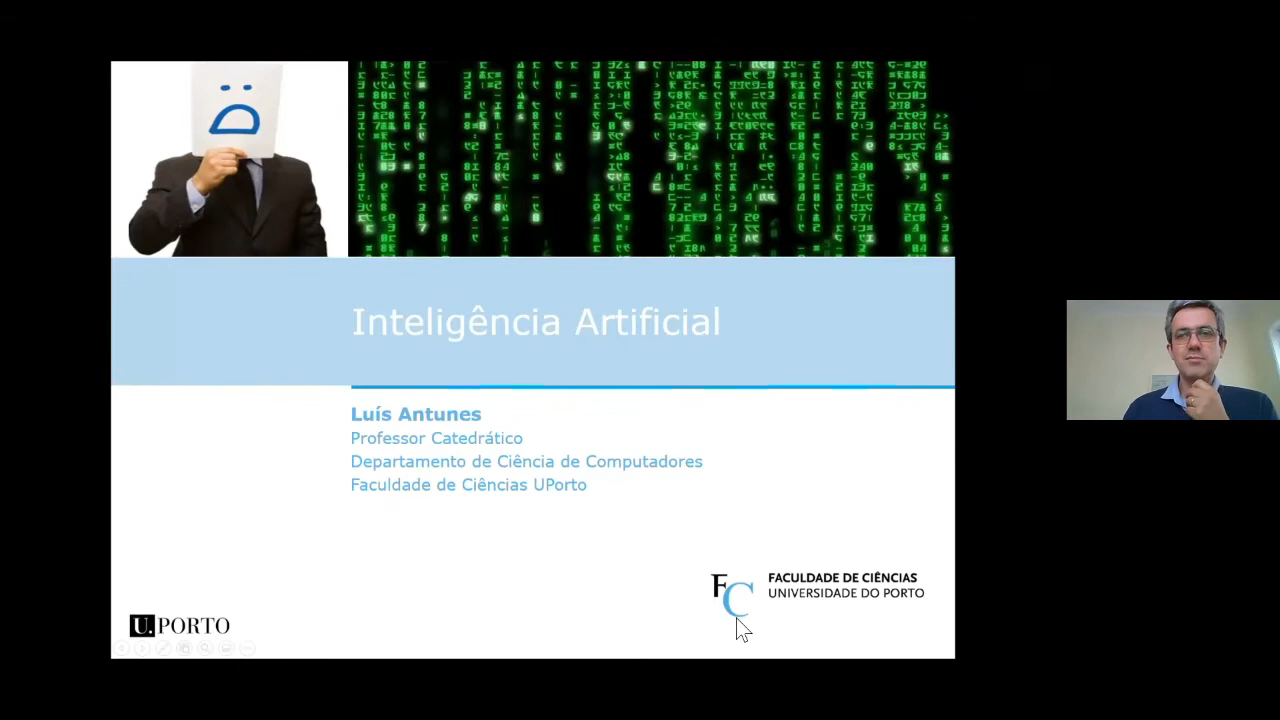 Inteligência Artificial
Luís Antunes
Professor Catedrático
Departamento de Ciência de Computadores
Faculdade de Ciências UPorto
FC FACULDADE DE CIÊNCIAS
UNIVERSIDADE DO PORTO
U.PORTO